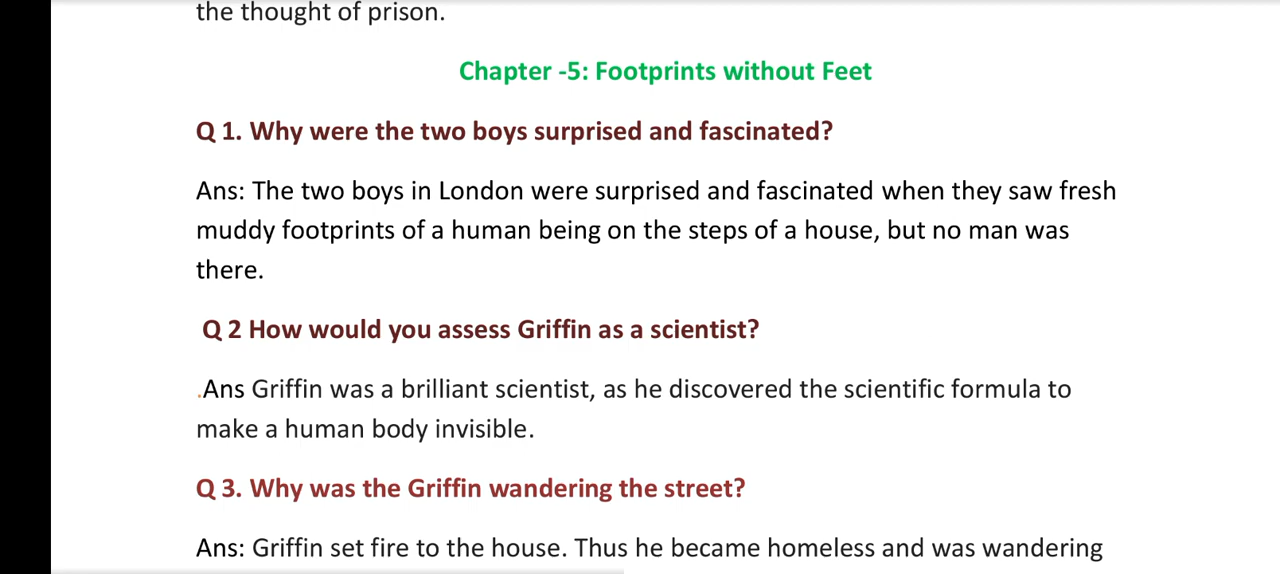 the thought of prison.
Chapter -5: Footprints without Feet
Q 1. Why were the two boys surprised and fascinated?
Ans: The two boys in London were surprised and fascinated when they saw fresh
muddy footprints of a human being on the steps of a house, but no man was
there.
Q 2 How would you assess Griffin as a scientist?
.Ans Griffin was a brilliant scientist, as he discovered the scientific formula to
make a human body invisible.
Q 3. Why was the Griffin wandering the street?
Ans: Griffin set fire to the house. Thus he became homeless and was wandering